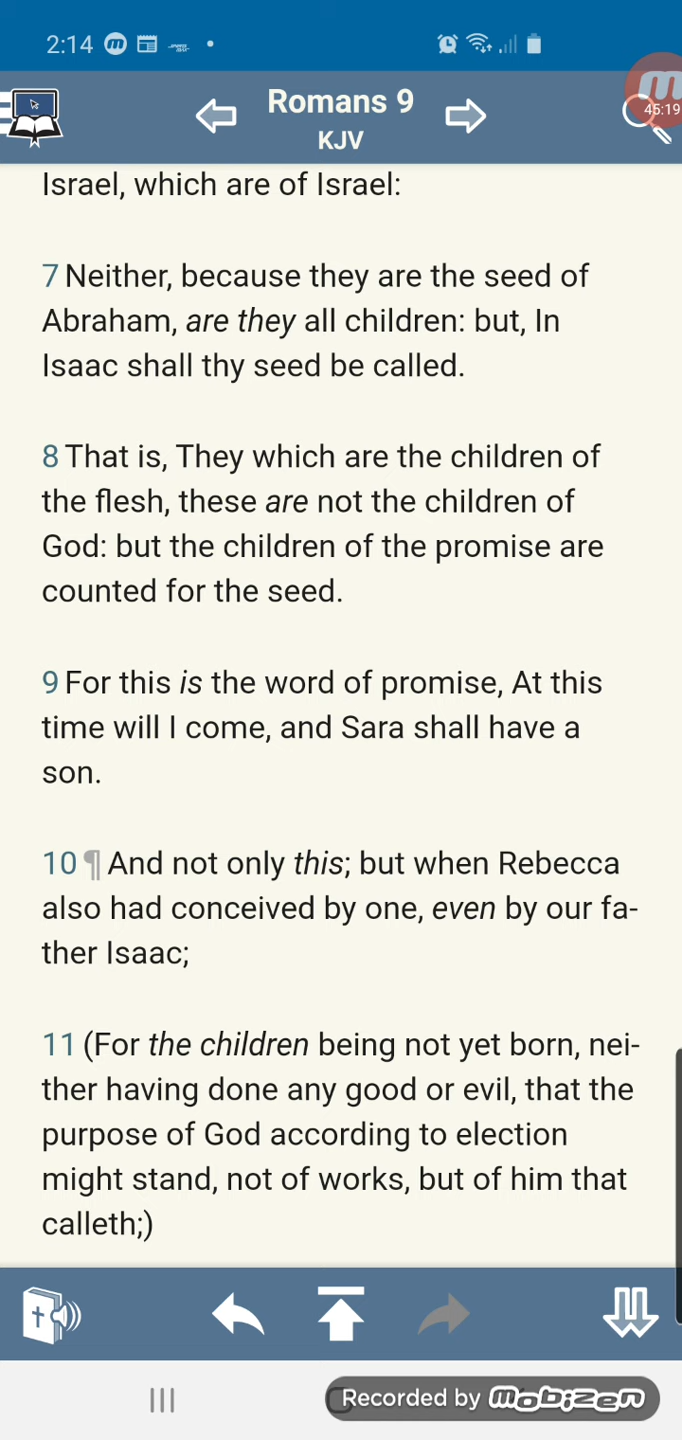 2:14
Romans 9
KJV
45:19
Israel, which are of Israel:
7 Neither, because they are the seed of
Abraham, are they all children: but, In
Isaac shall thy seed be called.
8 That is, They which are the children of
the flesh, these are not the children of
God: but the children of the promise are
counted for the seed.
9 For this is the word of promise, At this
time will I come, and Sara shall have a
son.
10 ¶ And not only this; but when Rebecca
also had conceived by one, even by our fa-
ther Isaac;
11 (For the children being not yet born, nei-
ther having done any good or evil, that the
purpose of God according to election
might stand, not of works, but of him that
calleth;)
Recorded by mobizen